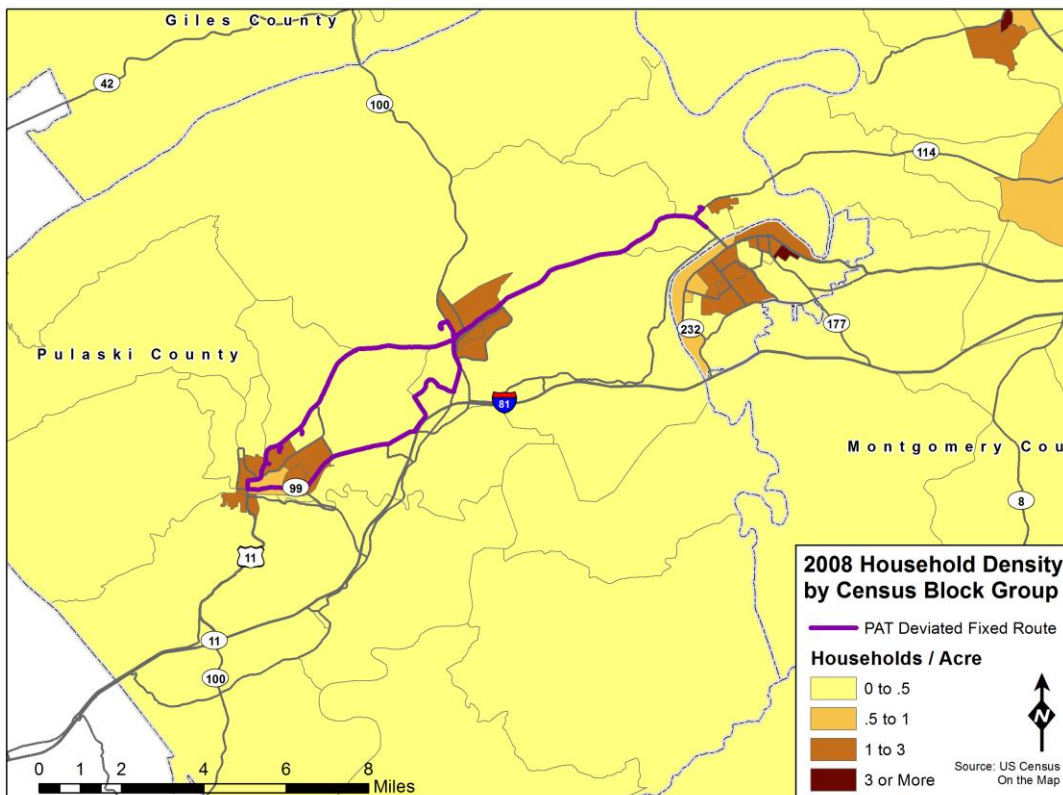 Giles County
42
100
114
232
177
Pulaski County
81
Montgomery Cou
99
8
11
11
100
2008 Household Density
by Census Block Group
PAT Deviated Fixed Route
Households / Acre
0 to .5
.5 to 1
1 to 3
3 or More
N
Source: US Census
On the Map
0 1 2 4 6 8
Miles